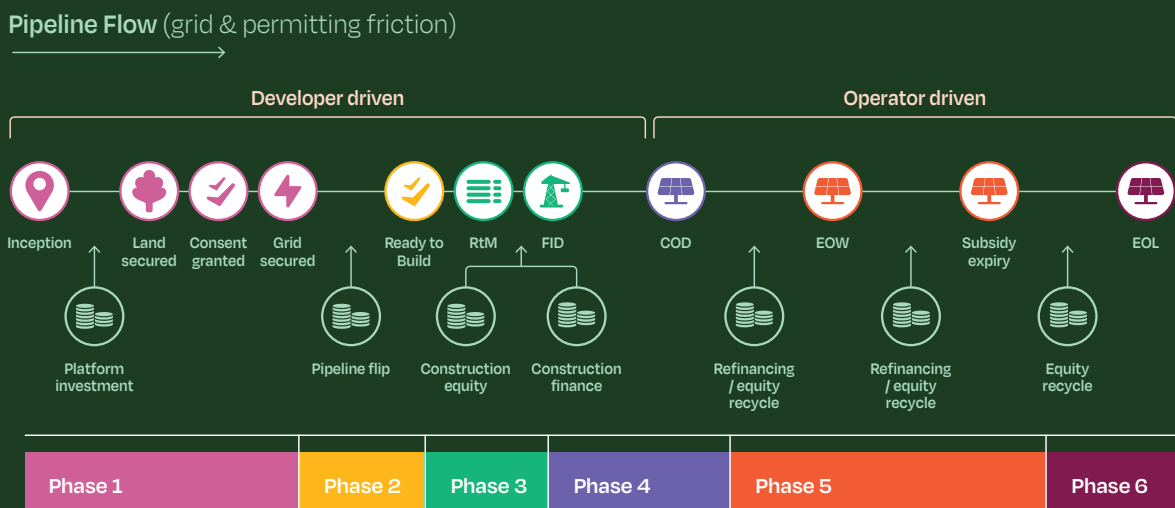 Pipeline Flow (grid & permitting friction)
Developer driven
Operator driven
Inception
Land
secured
Consent
granted
Grid
secured
Ready to
Build
RtM
FID
COD
EOW
Subsidy
expiry
EOL
Platform
investment
Pipeline flip
Construction
equity
Construction
finance
Refinancing
/ equity
recycle
Refinancing
/ equity
recycle
Equity
recycle
Phase 1
Phase 2
Phase 3
Phase 4
Phase 5
Phase 6